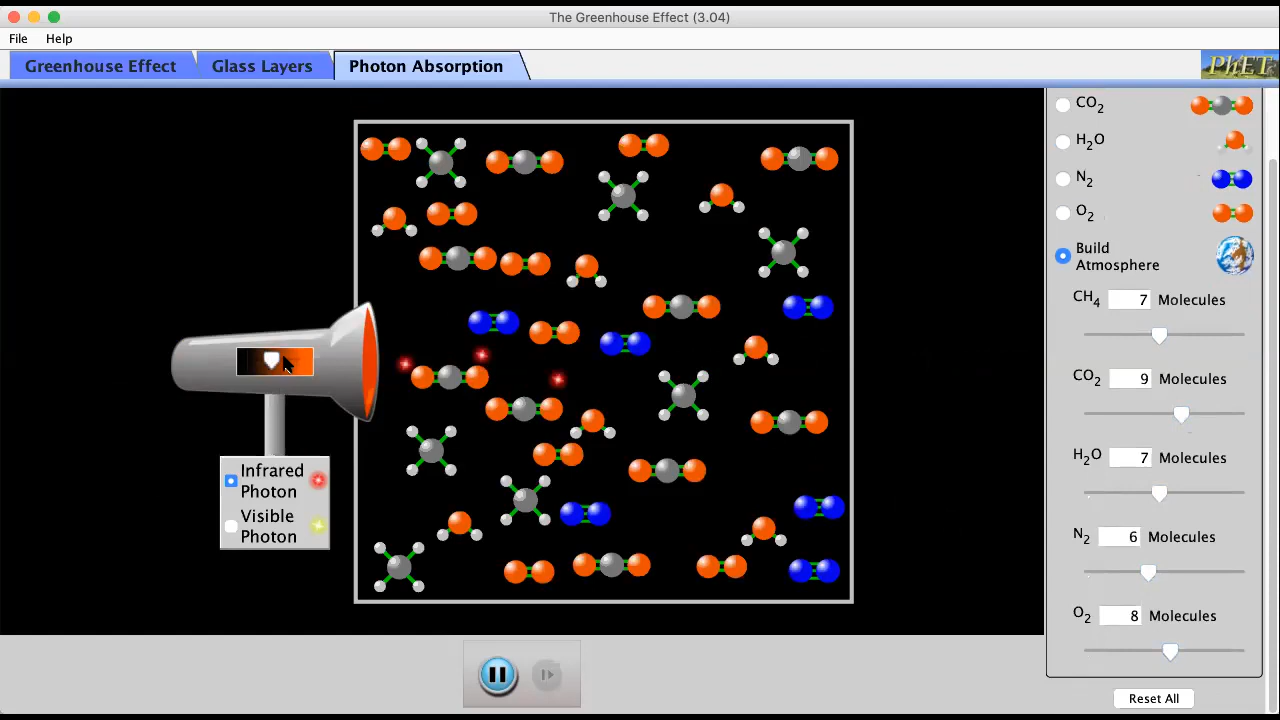 The Greenhouse Effect (3.04)
File Help
Greenhouse Effect Glass Layers Photon Absorption
PhET
CO2
H2O
N2
O2
Build
Atmosphere
CH4 7 Molecules
CO2 9 Molecules
H2O 7 Molecules
N2 6 Molecules
O2 8 Molecules
Reset All
Infrared
Photon
Visible
Photon